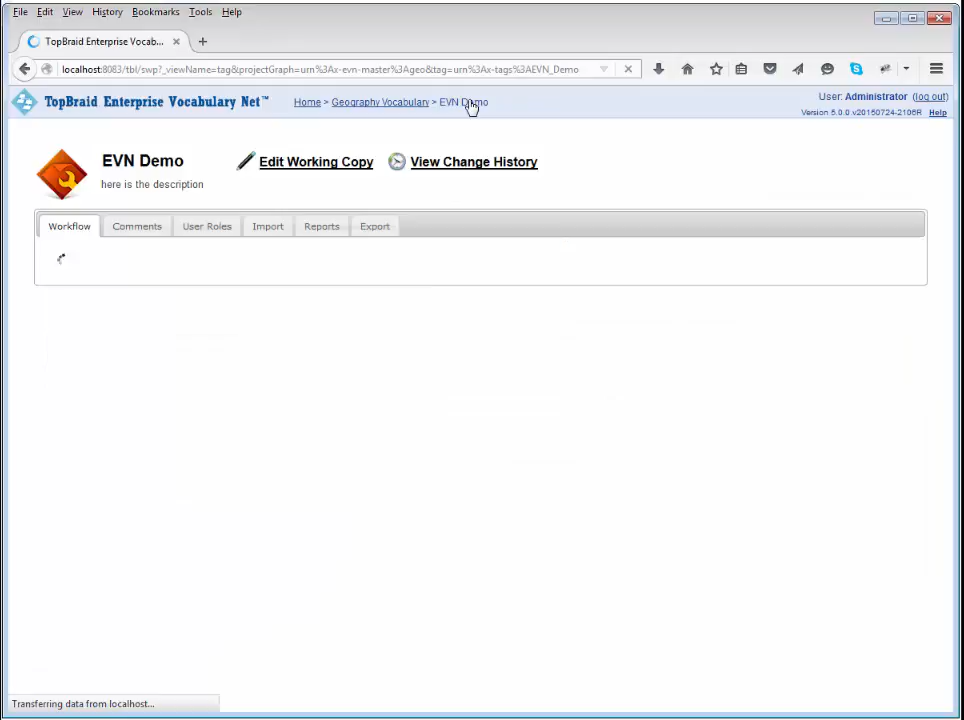 File Edit View History Bookmarks Tools Help
TopBraid Enterprise Vocab... × +
localhost:8083/tbl/swp?_viewName=tag&projectGraph=urn%3Ax-evn-master%3Ageo&tag=urn%3Ax-tags%3AEVN_Demo
TopBraid Enterprise Vocabulary Net™ Home > Geography Vocabulary > EVN Demo User: Administrator (log out)
Version 5.0.0.v20150724-2106R Help
EVN Demo Edit Working Copy View Change History
here is the description
Workflow Comments User Roles Import Reports Export
Transferring data from localhost...